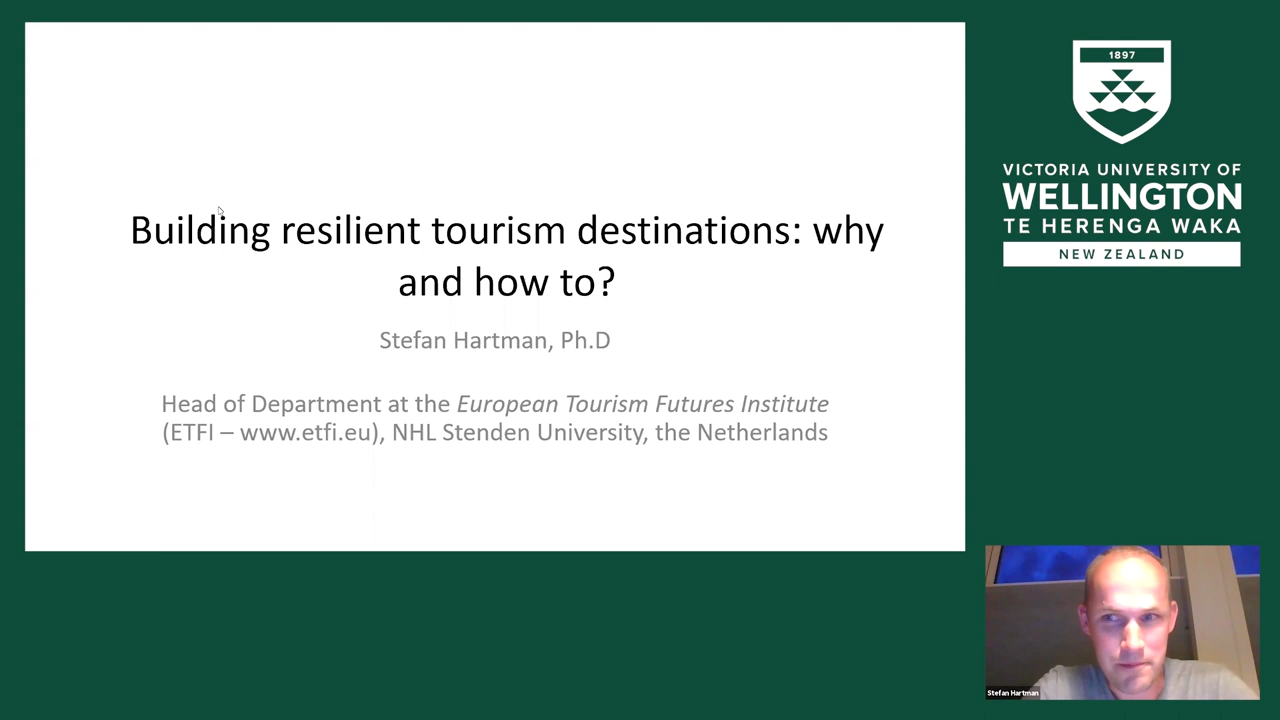 Building resilient tourism destinations: why
and how to?
Stefan Hartman, Ph.D
Head of Department at the European Tourism Futures Institute
(ETFI – www.etfi.eu), NHL Stenden University, the Netherlands
1897
VICTORIA UNIVERSITY OF
WELLINGTON
TE HERENGA WAKA
NEW ZEALAND
Stefan Hartman